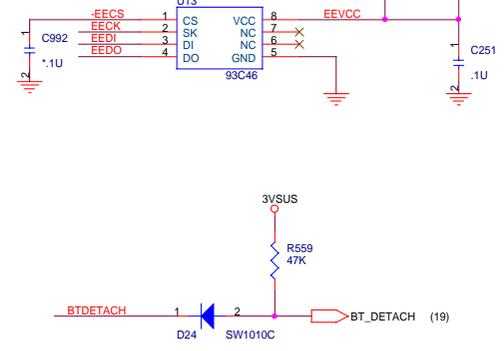 U13
-EECS 1 CS VCC 8 EEVCC
EECK 2 SK NC 7
EEDI 3 DI NC 6
EEDO 4 DO GND 5
93C46
1
C992
*.1U
2
1
C251
.1U
2
3VSUS
R559
47K
BTDETACH 1 2 BT_DETACH (19)
D24 SW1010C